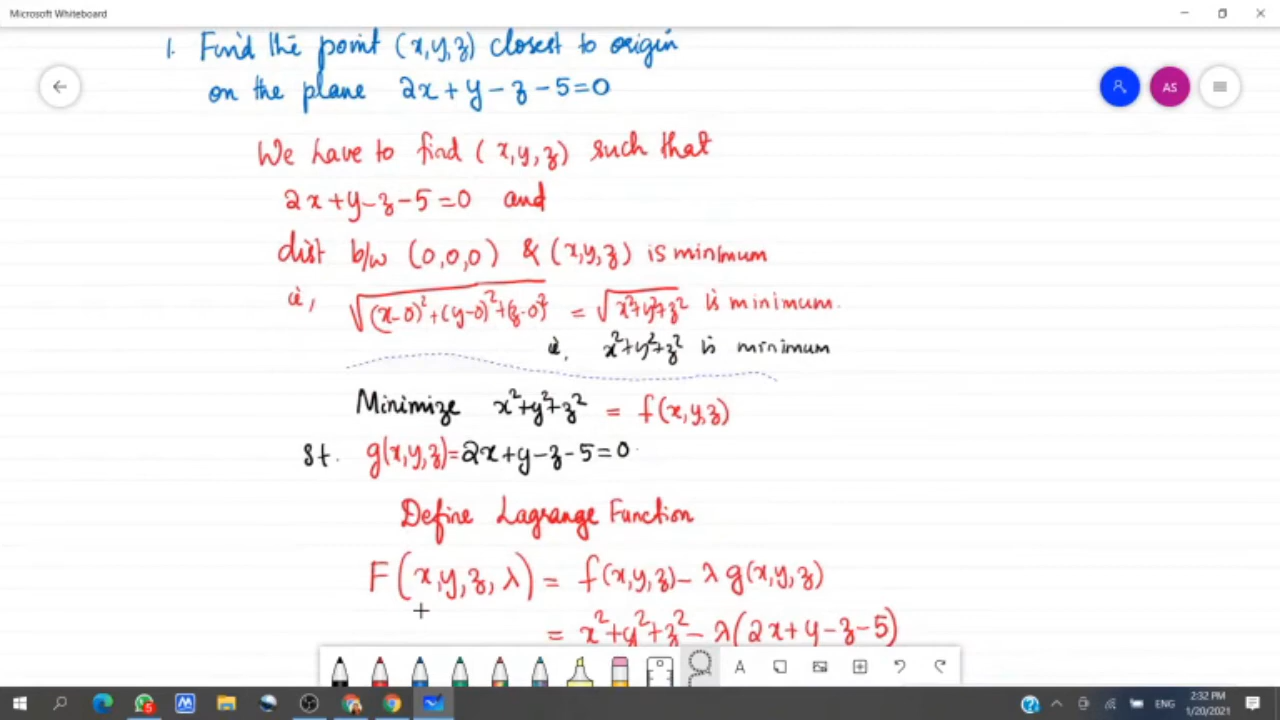 Microsoft Whiteboard
1. Find the point (x,y,z) closest to origin
on the plane 2x+y-z-5=0
AS
We have to find (x,y,z) such that
2x+y-z-5=0 and
dist b/w (0,0,0) & (x,y,z) is minimum
ie, √(x-0)²+(y-0)²+(z-0)² = √x²+y²+z² is minimum.
ie, x²+y²+z² is minimum
Minimize x²+y²+z² = f(x,y,z)
St. g(x,y,z)=2x+y-z-5=0
Define Lagrange Function
F(x,y,z,λ) = f(x,y,z)-λg(x,y,z)
= x²+y²+z²-λ(2x+y-z-5)
A
ENG
2:32 PM
1/20/2021